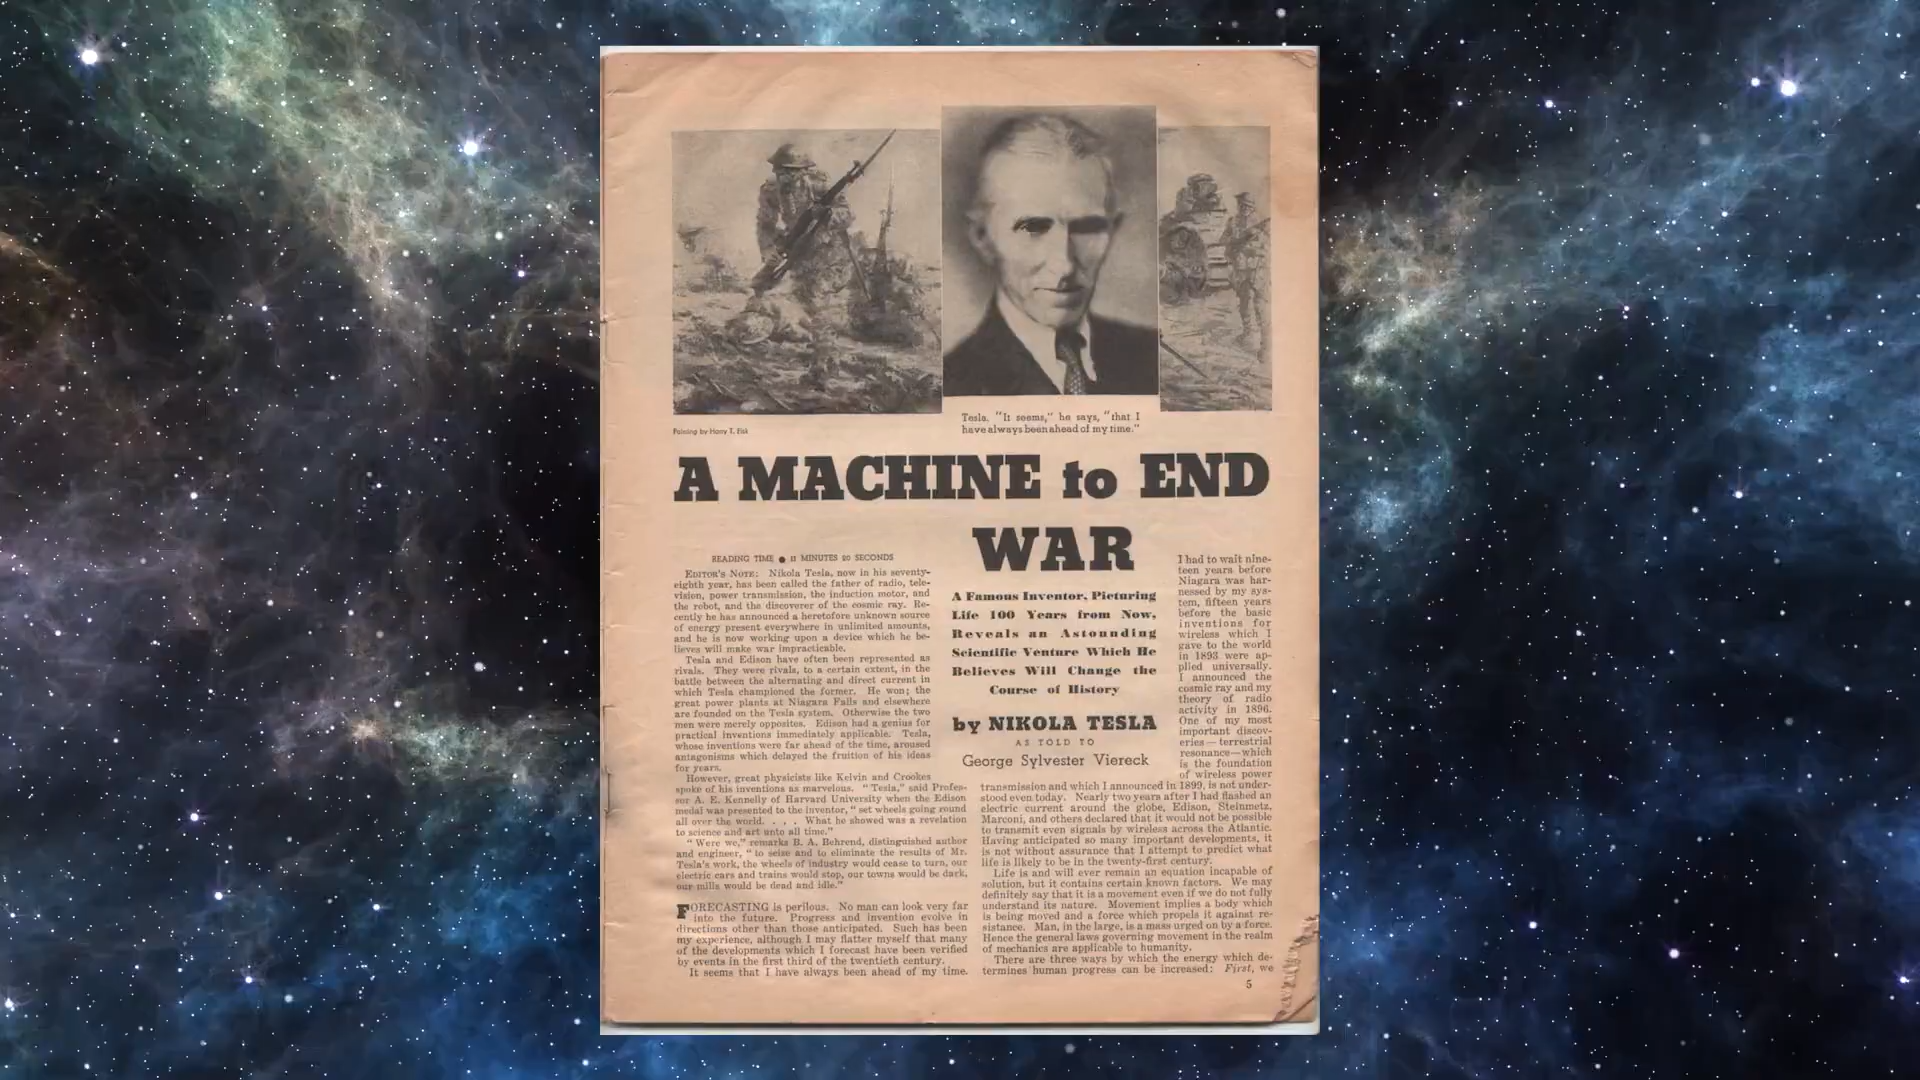 Painting by Harry T. Fisk
Tesla. "It seems," he says, "that I
have always been ahead of my time."
A MACHINE to END
WAR
READING TIME ● 11 MINUTES 20 SECONDS
EDITOR'S NOTE: Nikola Tesla, now in his seventy-
eighth year, has been called the father of radio, tele-
vision, power transmission, the induction motor, and
the robot, and the discoverer of the cosmic ray. Re-
cently he has announced a heretofore unknown source
of energy present everywhere in unlimited amounts,
and he is now working upon a device which he be-
lieves will make war impracticable.
Tesla and Edison have often been represented as
rivals. They were rivals, to a certain extent, in the
battle between the alternating and direct current in
which Tesla championed the former. He won; the
great power plants at Niagara Falls and elsewhere
are founded on the Tesla system. Otherwise the two
men were merely opposites. Edison had a genius for
practical inventions immediately applicable. Tesla,
whose inventions were far ahead of the time, aroused
antagonisms which delayed the fruition of his ideas
for years.
However, great physicists like Kelvin and Crookes
spoke of his inventions as marvelous. "Tesla," said Profes-
sor A. E. Kennelly of Harvard University when the Edison
medal was presented to the inventor, "set wheels going round
all over the world. . . . What he showed was a revelation
to science and art unto all time."
"Were we," remarks B. A. Behrend, distinguished author
and engineer, "to seize and to eliminate the results of Mr.
Tesla's work, the wheels of industry would cease to turn, our
electric cars and trains would stop, our towns would be dark,
our mills would be dead and idle."
FORECASTING is perilous. No man can look very far
into the future. Progress and invention evolve in
directions other than those anticipated. Such has been
my experience, although I may flatter myself that many
of the developments which I forecast have been verified
by events in the first third of the twentieth century.
It seems that I have always been ahead of my time.
A Famous Inventor, Picturing
Life 100 Years from Now,
Reveals an Astounding
Scientific Venture Which He
Believes Will Change the
Course of History
by NIKOLA TESLA
AS TOLD TO
George Sylvester Viereck
I had to wait nine-
teen years before
Niagara was har-
nessed by my sys-
tem, fifteen years
before the basic
inventions for
wireless which I
gave to the world
in 1893 were ap-
plied universally.
I announced the
cosmic ray and my
theory of radio
activity in 1896.
One of my most
important discov-
eries—terrestrial
resonance—which
is the foundation
of wireless power
transmission and which I announced in 1899, is not under-
stood even today. Nearly two years after I had flashed an
electric current around the globe, Edison, Steinmetz,
Marconi, and others declared that it would not be possible
to transmit even signals by wireless across the Atlantic.
Having anticipated so many important developments, it
is not without assurance that I attempt to predict what
life is likely to be in the twenty-first century.
Life is and will ever remain an equation incapable of
solution, but it contains certain known factors. We may
definitely say that it is a movement even if we do not fully
understand its nature. Movement implies a body which
is being moved and a force which propels it against re-
sistance. Man, in the large, is a mass urged on by a force.
Hence the general laws governing movement in the realm
of mechanics are applicable to humanity.
There are three ways by which the energy which de-
termines human progress can be increased: First, we
5